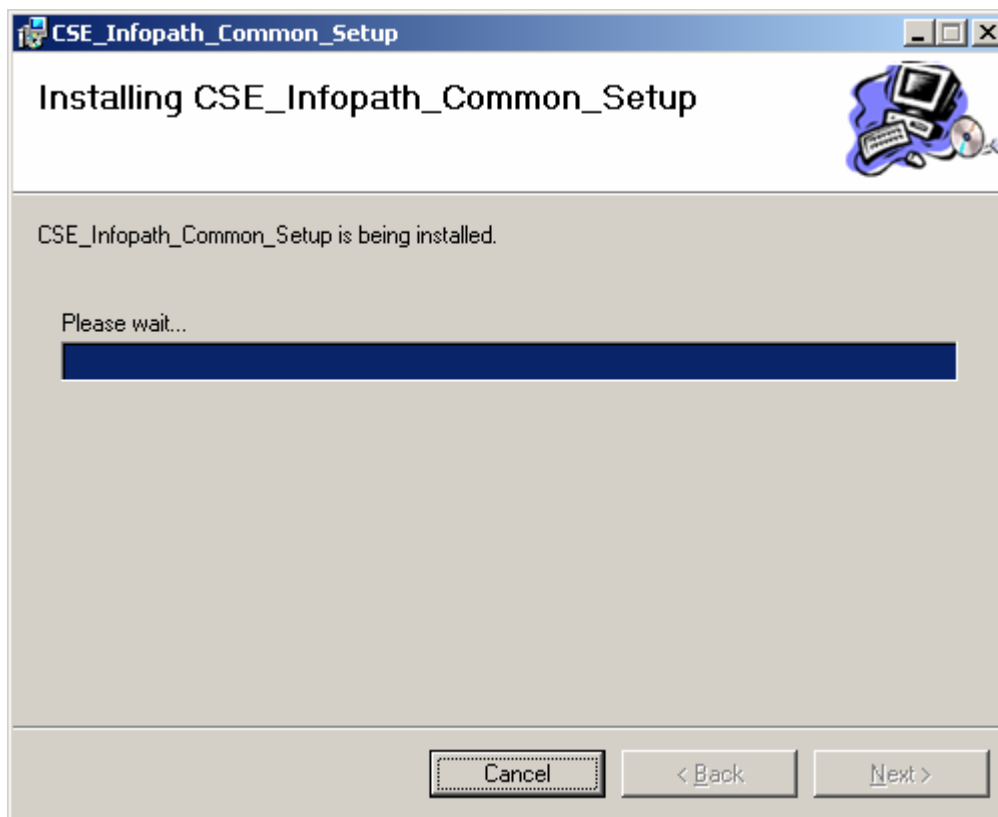 CSE_Infopath_Common_Setup
Installing CSE_Infopath_Common_Setup
CSE_Infopath_Common_Setup is being installed.
Please wait...
Cancel
< Back
Next >